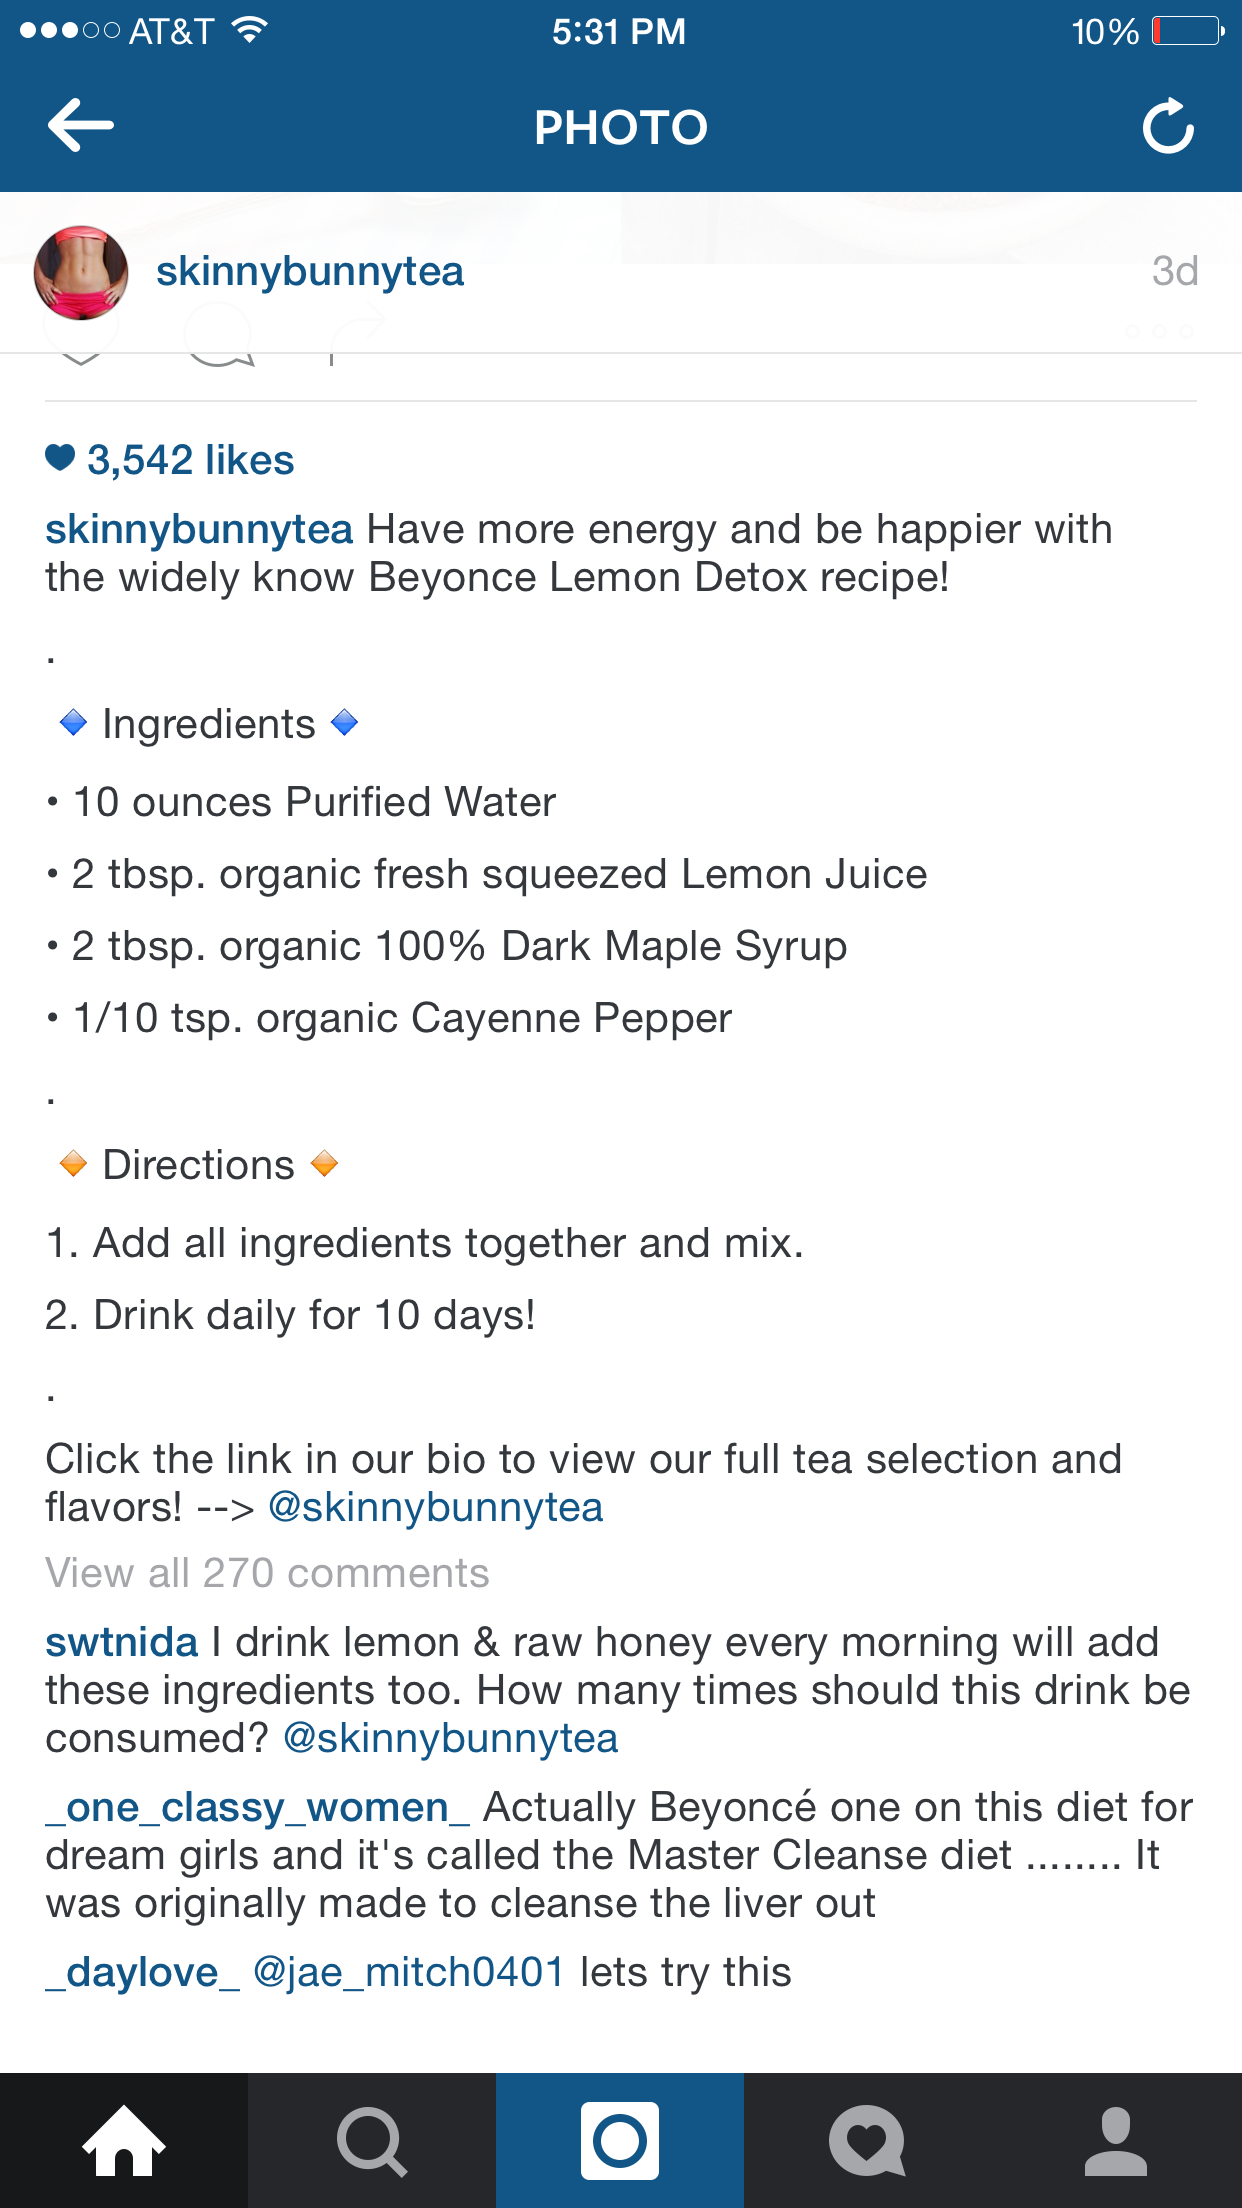 AT&T 5:31 PM 10%
PHOTO
skinnybunnytea 3d
3,542 likes
skinnybunnytea Have more energy and be happier with
the widely know Beyonce Lemon Detox recipe!
.
🔹 Ingredients 🔹
• 10 ounces Purified Water
• 2 tbsp. organic fresh squeezed Lemon Juice
• 2 tbsp. organic 100% Dark Maple Syrup
• 1/10 tsp. organic Cayenne Pepper
.
🔸 Directions 🔸
1. Add all ingredients together and mix.
2. Drink daily for 10 days!
.
Click the link in our bio to view our full tea selection and
flavors! --> @skinnybunnytea
View all 270 comments
swtnida I drink lemon & raw honey every morning will add
these ingredients too. How many times should this drink be
consumed? @skinnybunnytea
_one_classy_women_ Actually Beyoncé one on this diet for
dream girls and it's called the Master Cleanse diet ........ It
was originally made to cleanse the liver out
_daylove_ @jae_mitch0401 lets try this